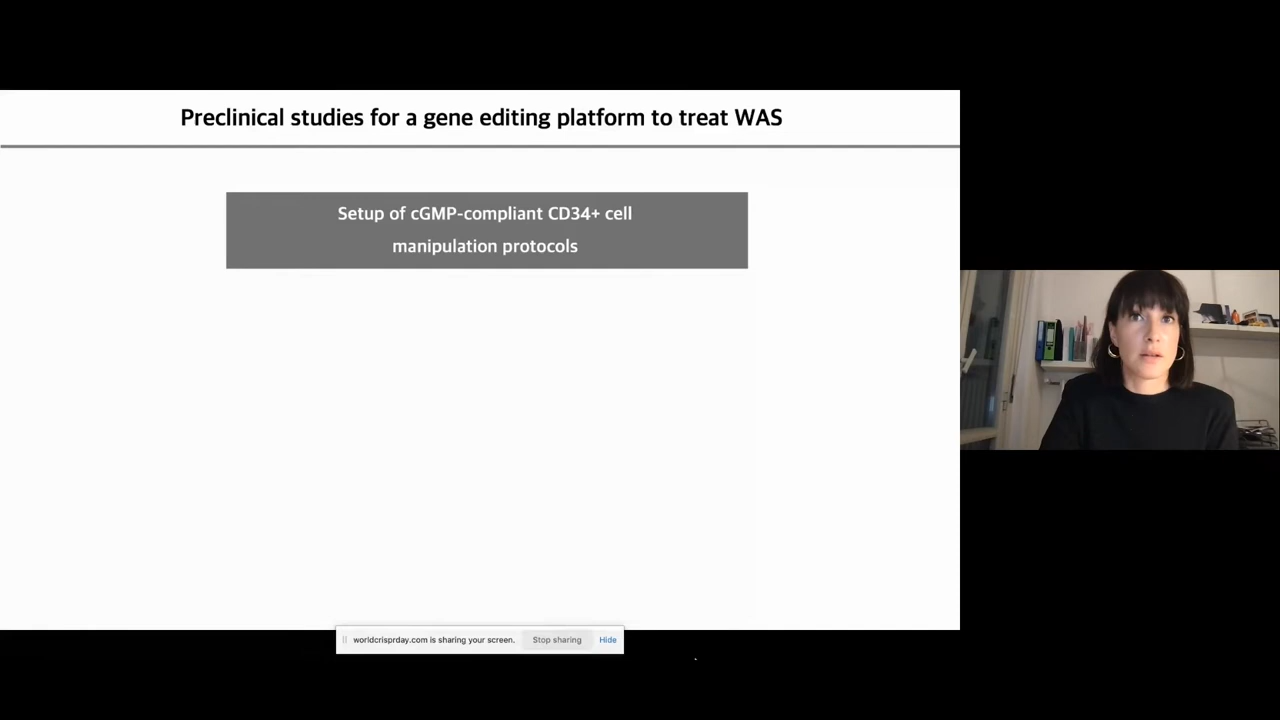 Preclinical studies for a gene editing platform to treat WAS
Setup of cGMP-compliant CD34+ cell
manipulation protocols
worldcrisprday.com is sharing your screen. Stop sharing Hide